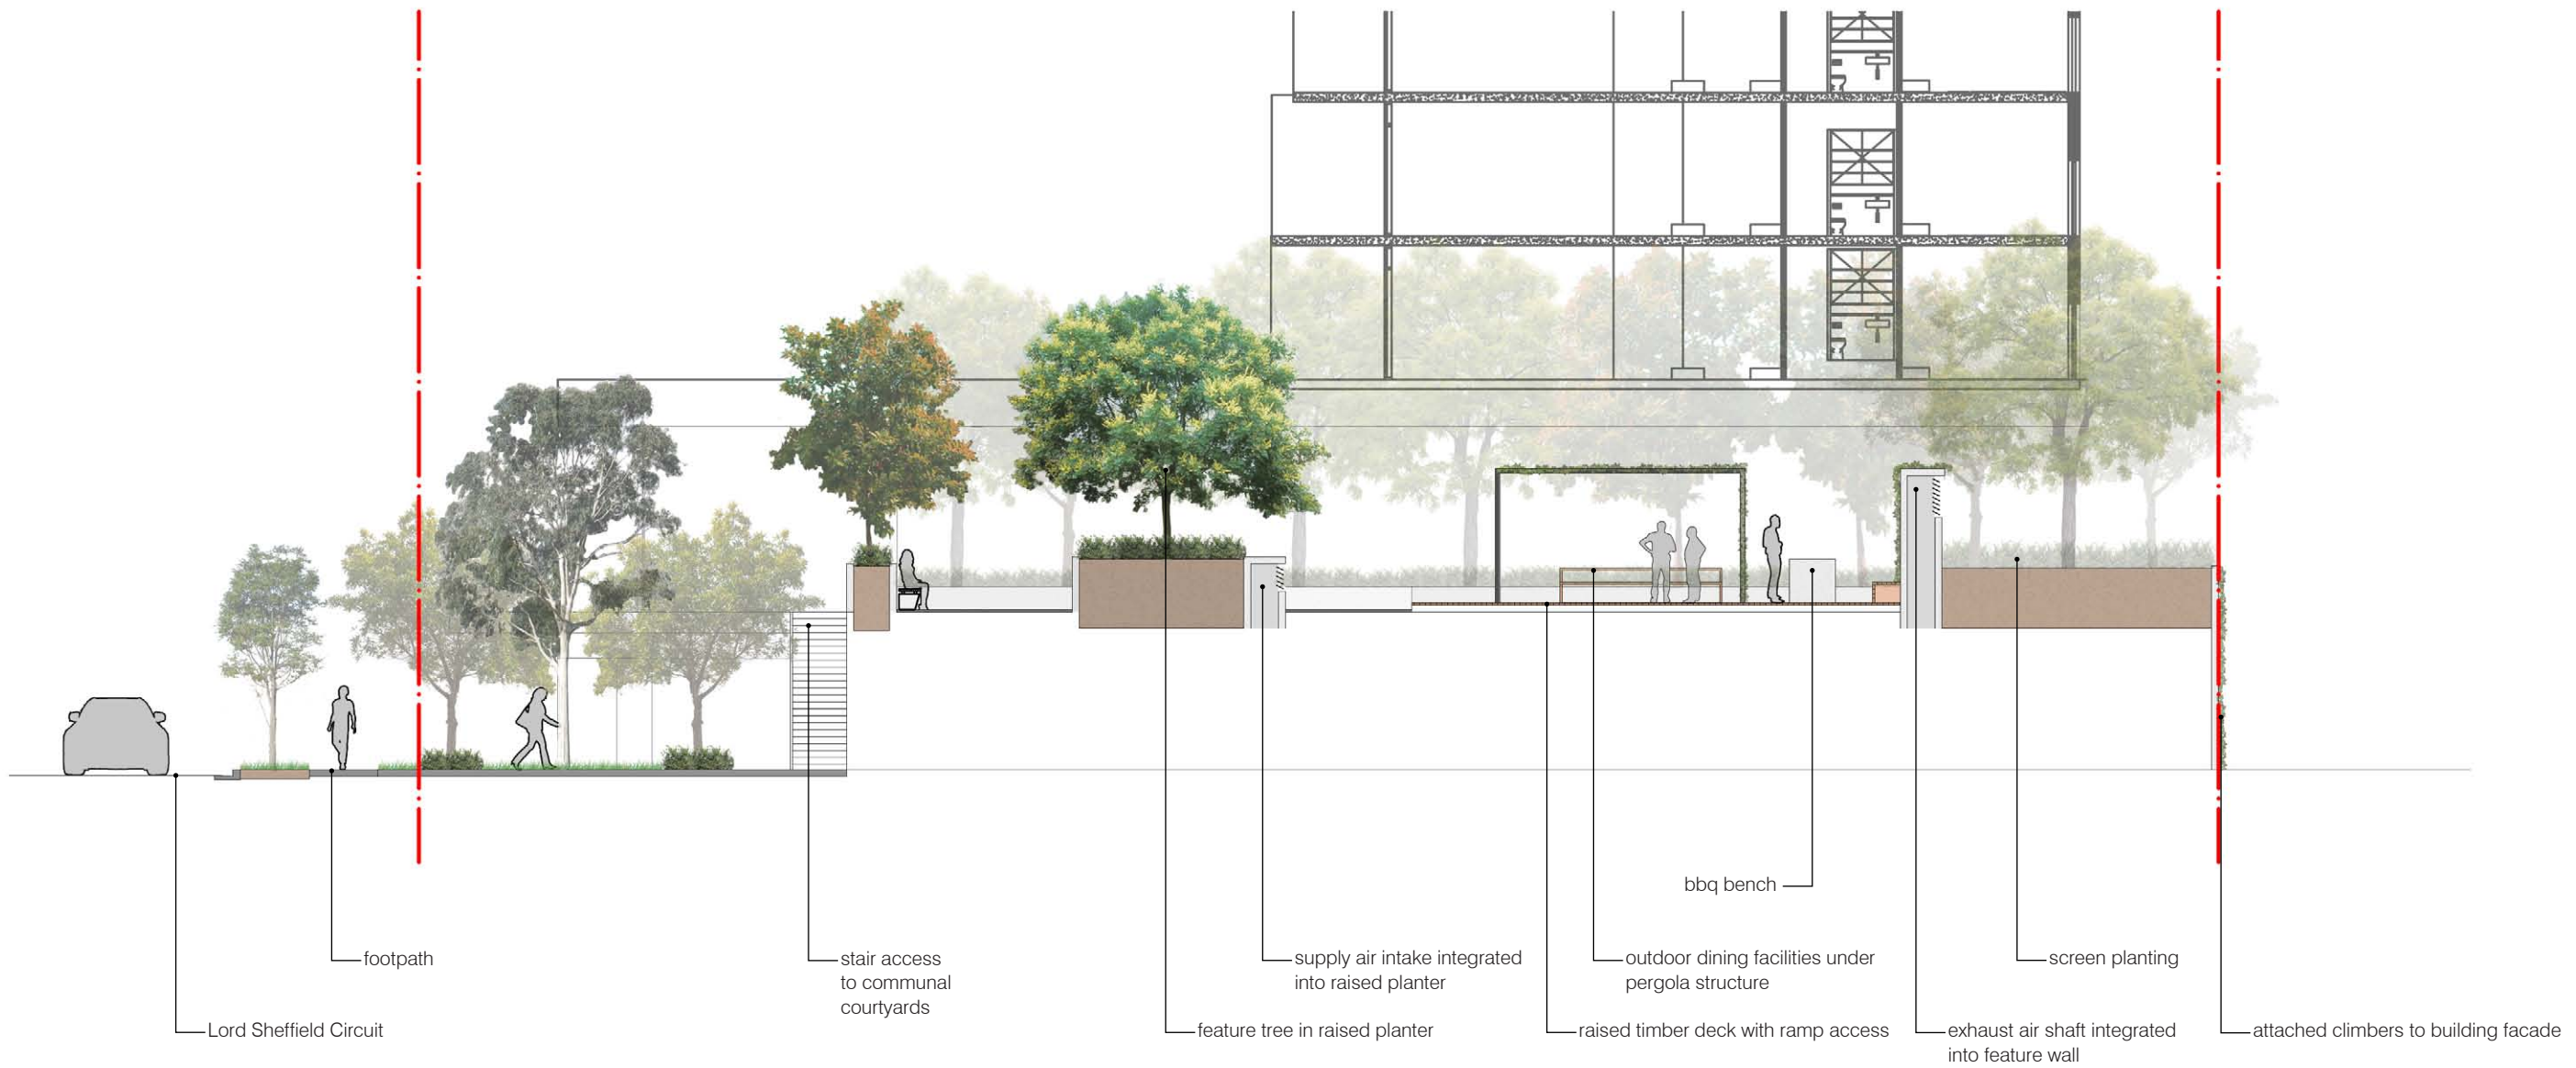 bbq bench
footpath
stair access
to communal
courtyards
supply air intake integrated
into raised planter
outdoor dining facilities under
pergola structure
screen planting
Lord Sheffield Circuit
feature tree in raised planter
raised timber deck with ramp access
exhaust air shaft integrated
into feature wall
attached climbers to building facade